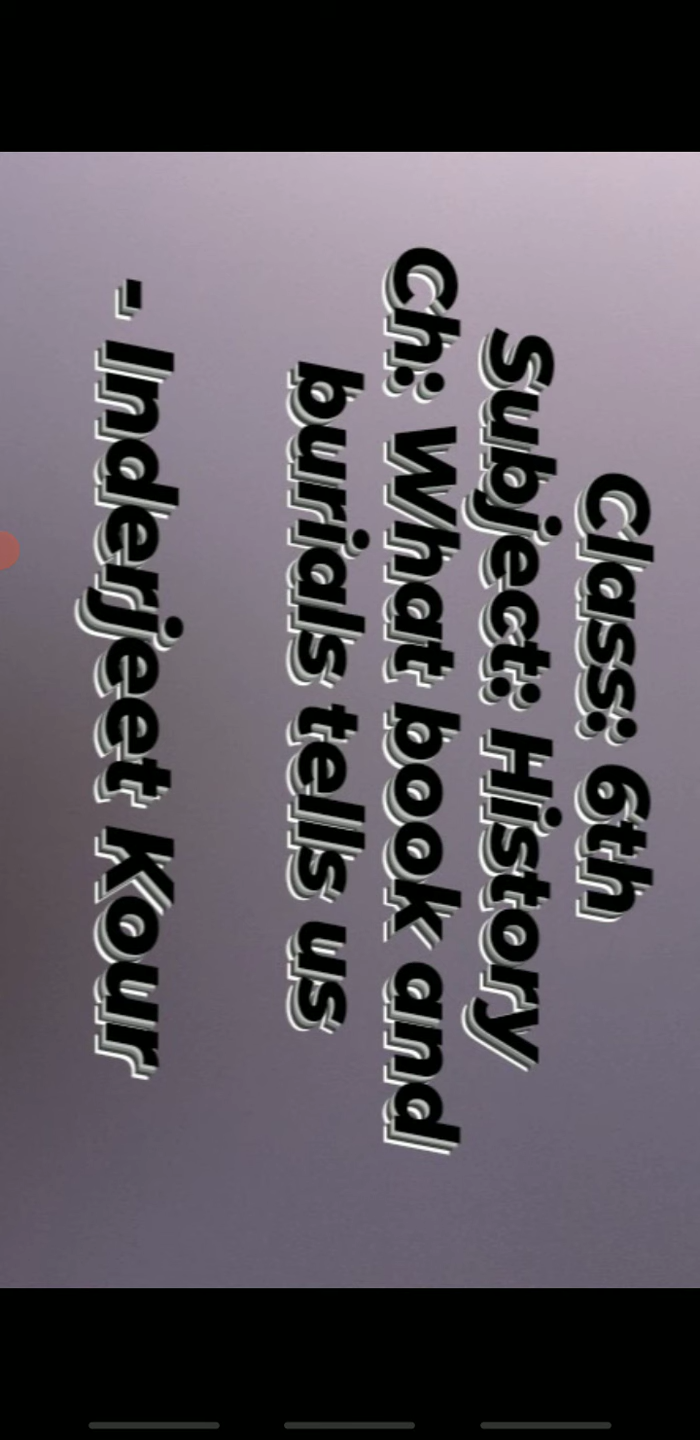 Class: 6th
Subject: History
Ch: What book and
burials tells us
- Inderjeet Kour